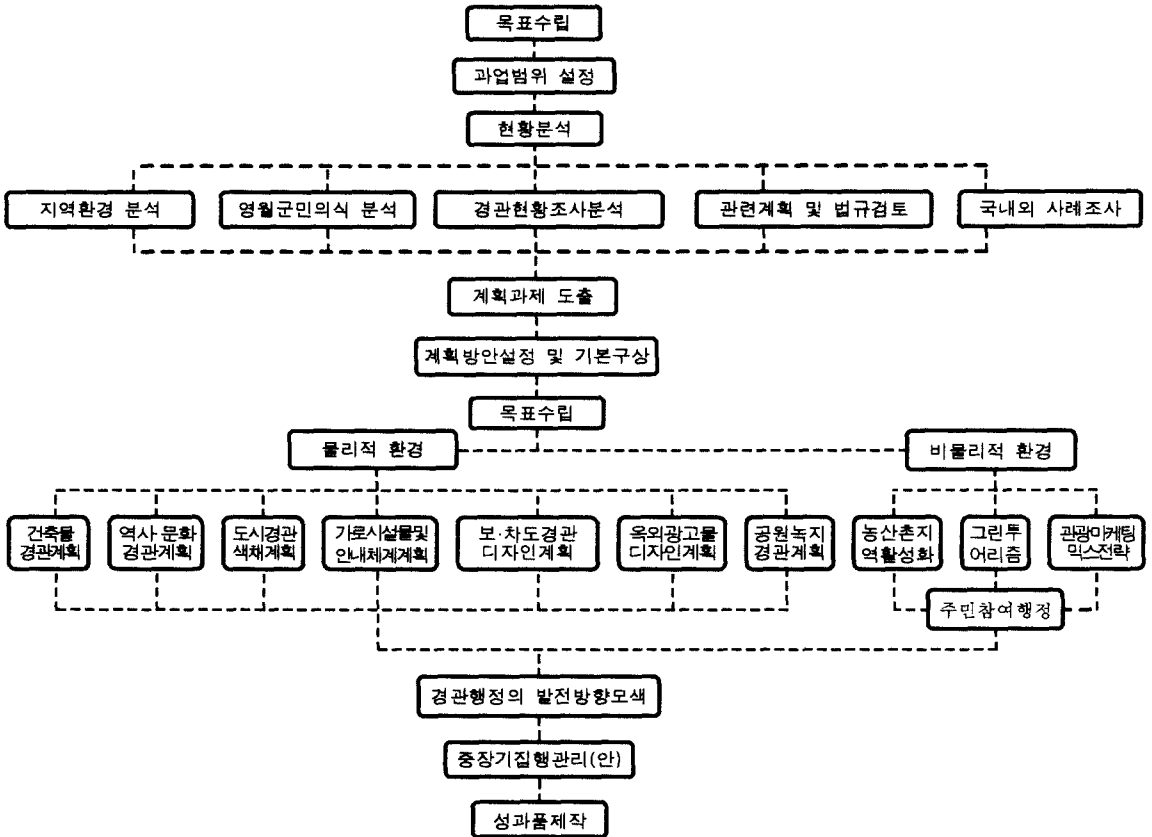 목표수립
과업범위 설정
현황분석
지역환경 분석
영월군민의식 분석
경관현황조사분석
관련계획 및 법규검토
국내외 사례조사
계획과제 도출
계획방안설정 및 기본구상
목표수립
물리적 환경
비물리적 환경
건축물
경관계획
역사·문화
경관계획
도시경관
색채계획
가로시설물및
안내체계계획
보·차도경관
디자인계획
옥외광고물
디자인계획
공원녹지
경관계획
농산촌지
역활성화
그린투
어리즘
관광마케팅
믹스전략
주민참여행정
경관행정의 발전방향모색
중장기집행관리(안)
성과품제작